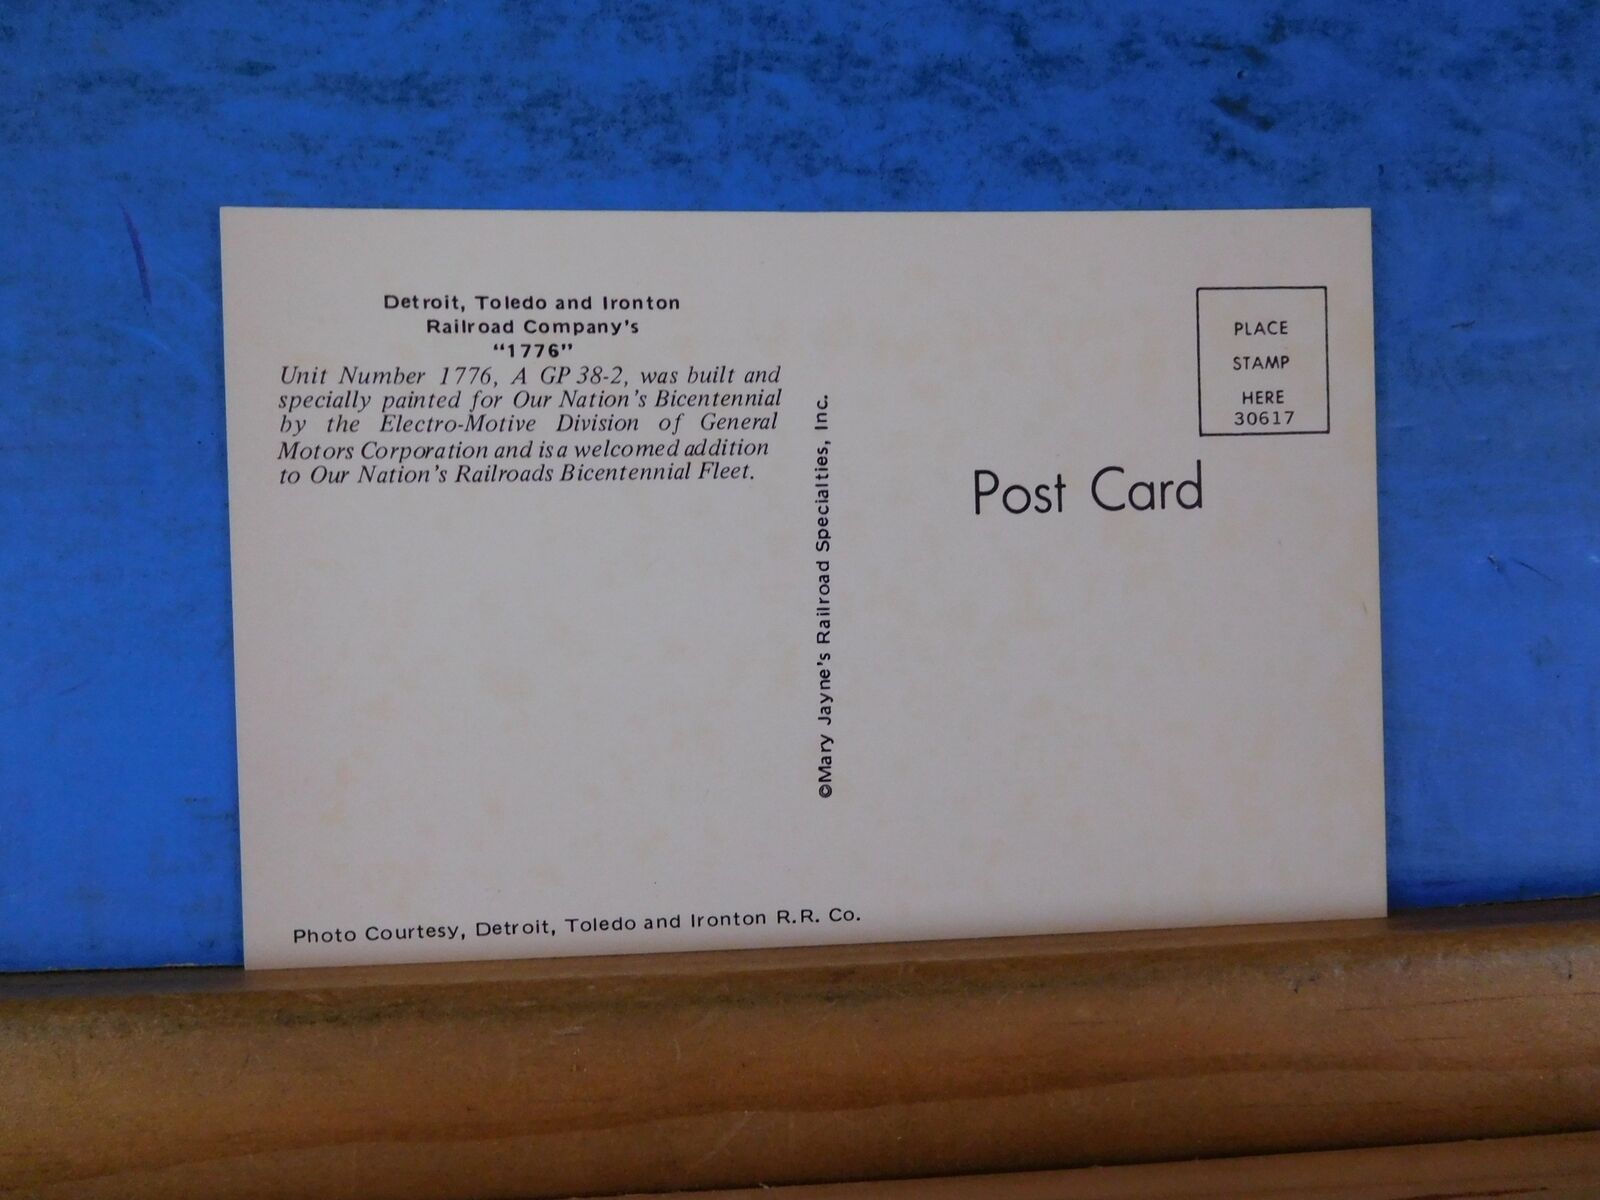 Detroit, Toledo and Ironton
Railroad Company's
"1776"
Unit Number 1776, A GP 38-2, was built and
specially painted for Our Nation's Bicentennial
by the Electro-Motive Division of General
Motors Corporation and is a welcomed addition
to Our Nation's Railroads Bicentennial Fleet.
Photo Courtesy, Detroit, Toledo and Ironton R.R. Co.
©Mary Jayne's Railroad Specialties, Inc.
PLACE
STAMP
HERE
30617
Post Card